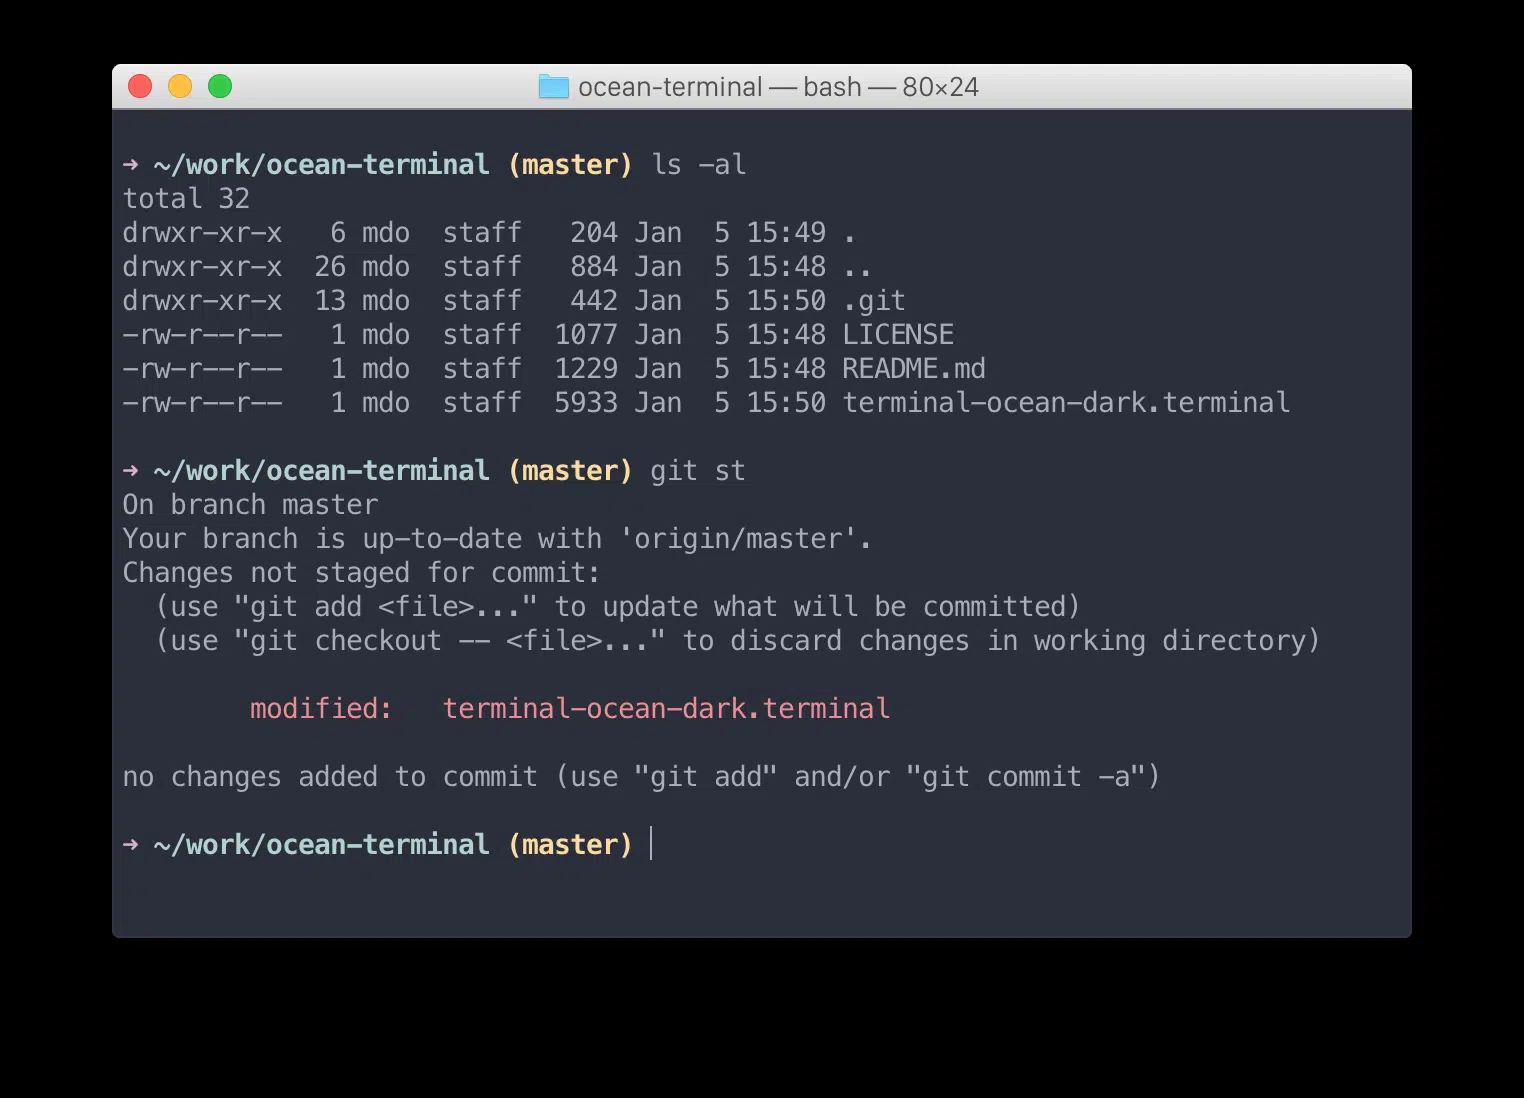 ocean-terminal — bash — 80×24
➜ ~/work/ocean-terminal (master) ls -al
total 32
drwxr-xr-x   6 mdo  staff   204 Jan  5 15:49 .
drwxr-xr-x  26 mdo  staff   884 Jan  5 15:48 ..
drwxr-xr-x  13 mdo  staff   442 Jan  5 15:50 .git
-rw-r--r--   1 mdo  staff  1077 Jan  5 15:48 LICENSE
-rw-r--r--   1 mdo  staff  1229 Jan  5 15:48 README.md
-rw-r--r--   1 mdo  staff  5933 Jan  5 15:50 terminal-ocean-dark.terminal
➜ ~/work/ocean-terminal (master) git st
On branch master
Your branch is up-to-date with 'origin/master'.
Changes not staged for commit:
  (use "git add <file>..." to update what will be committed)
  (use "git checkout -- <file>..." to discard changes in working directory)
        modified:   terminal-ocean-dark.terminal
no changes added to commit (use "git add" and/or "git commit -a")
➜ ~/work/ocean-terminal (master)